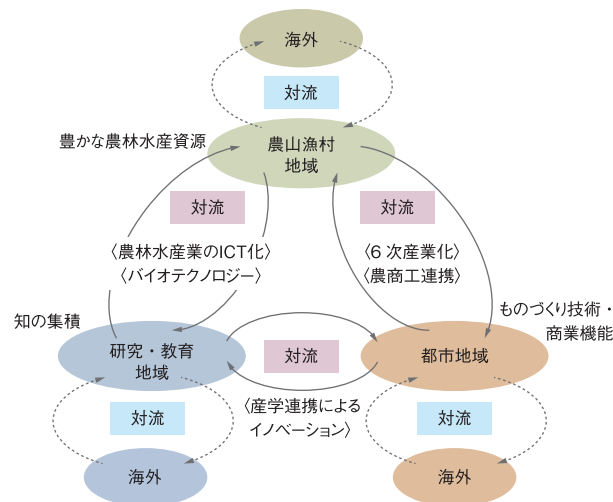 海外
対流
豊かな農林水産資源
農山漁村
地域
対流
対流
〈農林水産業のICT化〉
〈バイオテクノロジー〉
〈6次産業化〉
〈農商工連携〉
知の集積
ものづくり技術・
商業機能
研究・教育
地域
対流
都市地域
〈産学連携による
イノベーション〉
対流
対流
海外
海外